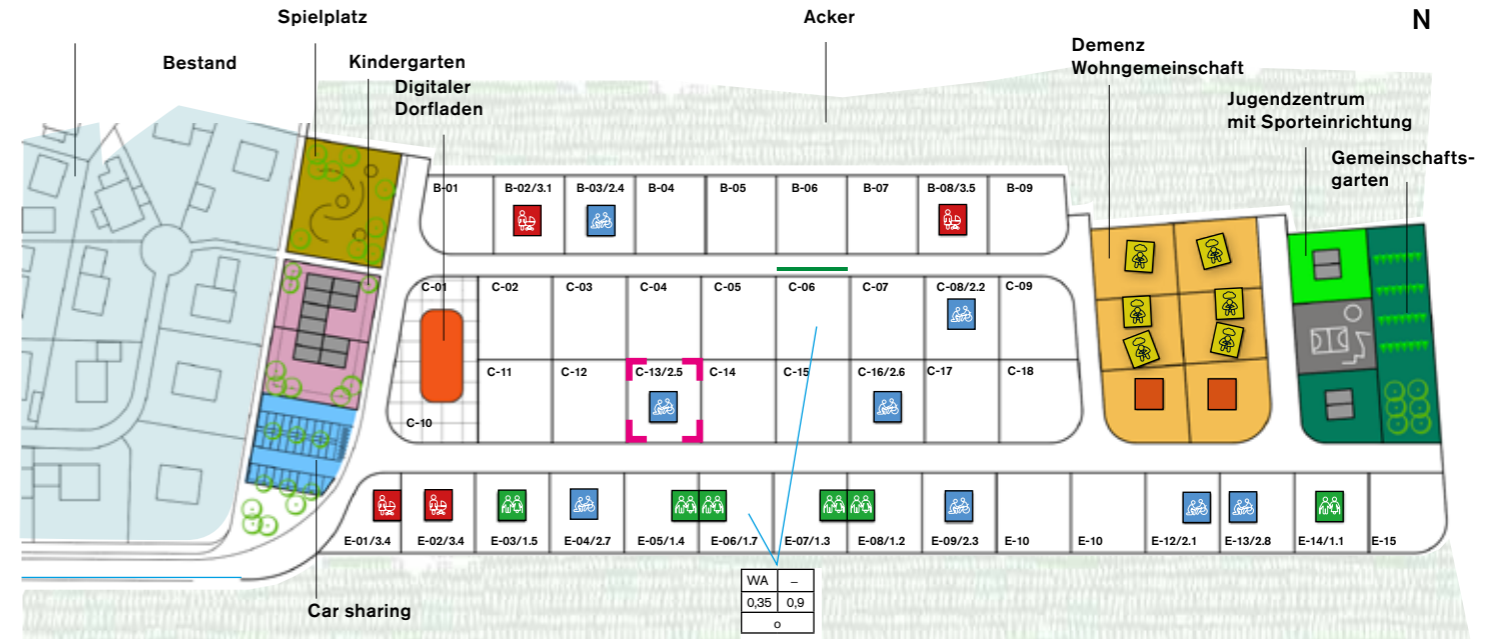 Spielplatz
Acker
N
Bestand
Kindergarten
Digitaler
Dorfladen
Demenz
Wohngemeinschaft
Jugendzentrum
mit Sporteinrichtung
Gemeinschafts-
garten
B-01
B-02/3.1
B-03/2.4
B-04
B-05
B-06
B-07
B-08/3.5
B-09
C-01
C-02
C-03
C-04
C-05
C-06
C-07
C-08/2.2
C-09
C-10
C-11
C-12
C-13/2.5
C-14
C-15
C-16/2.6
C-17
C-18
E-01/3.4
E-02/3.4
E-03/1.5
E-04/2.7
E-05/1.4
E-06/1.7
E-07/1.3
E-08/1.2
E-09/2.3
E-10
E-10
E-12/2.1
E-13/2.8
E-14/1.1
E-15
Car sharing
WA –
0,35 0,9
o